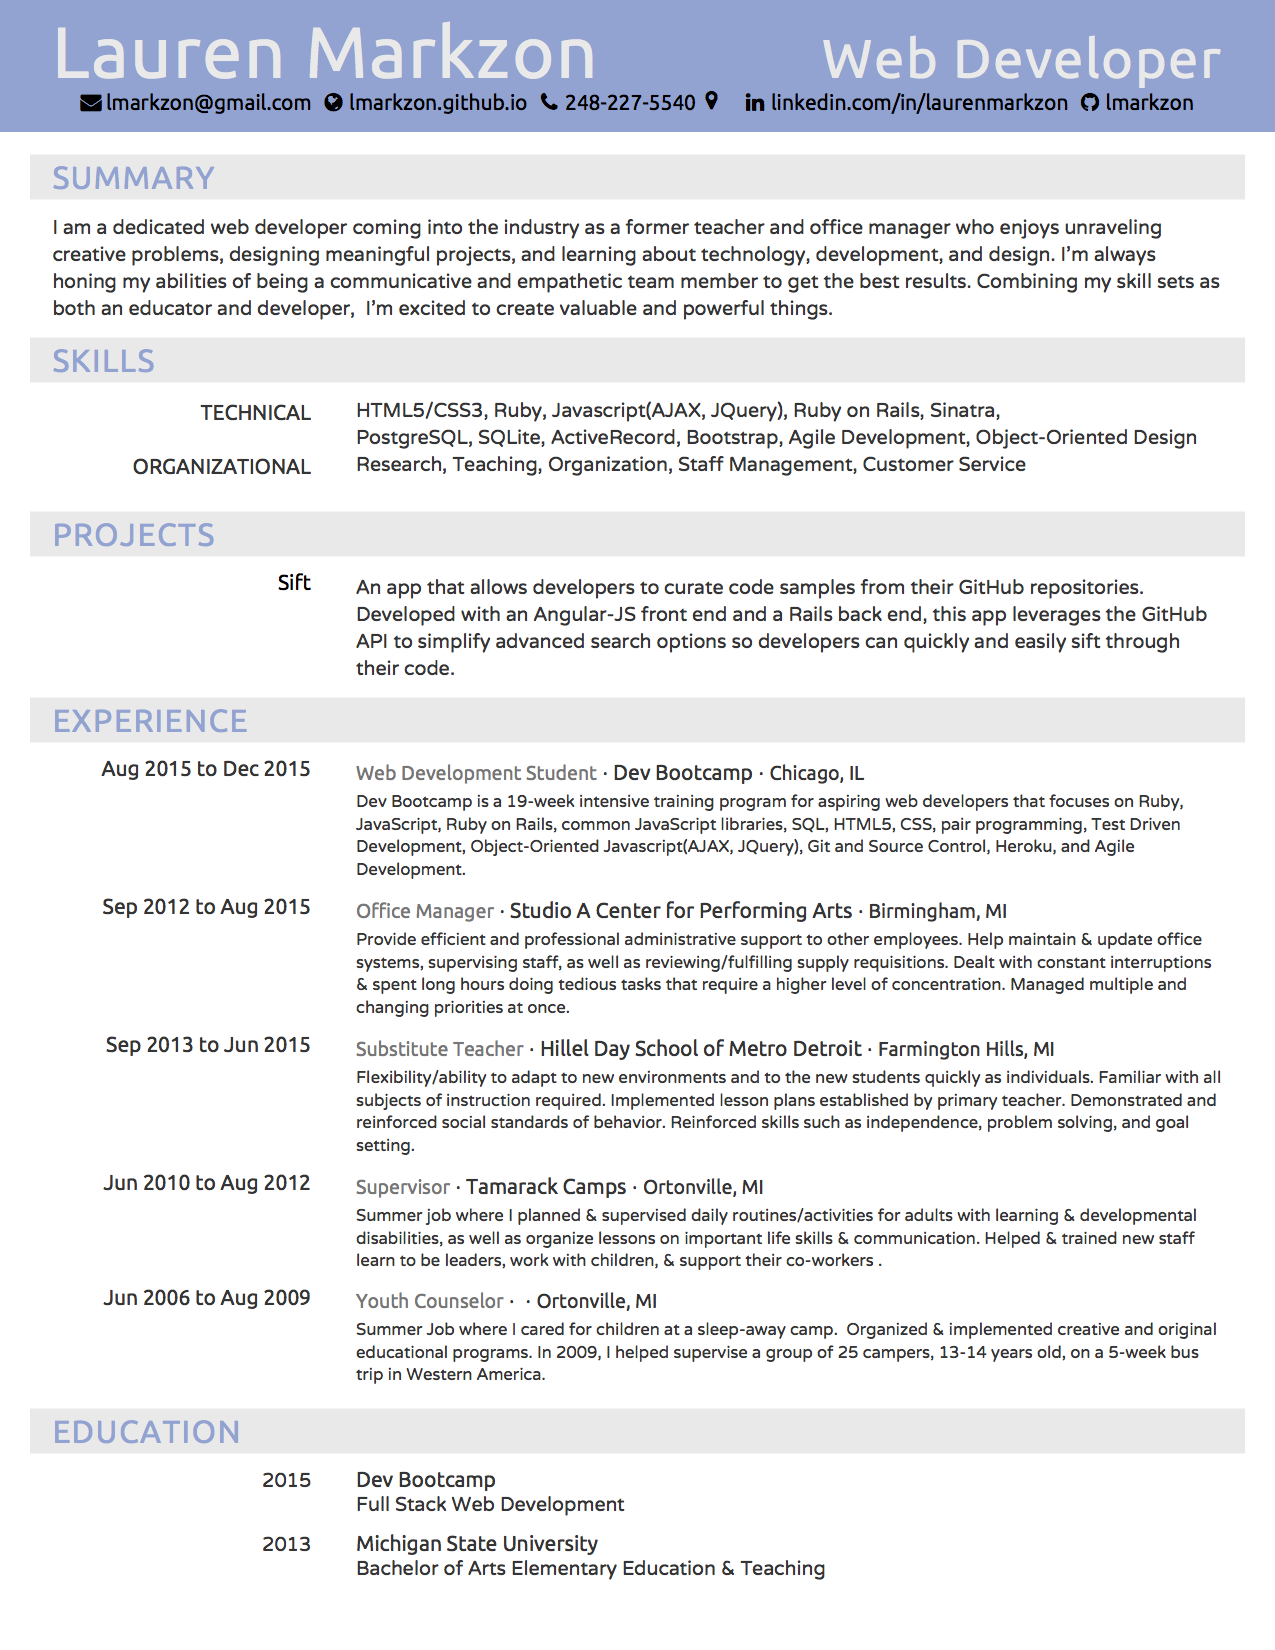 Lauren Markzon Web Developer
lmarkzon@gmail.com lmarkzon.github.io 248-227-5540 linkedin.com/in/laurenmarkzon lmarkzon
SUMMARY
I am a dedicated web developer coming into the industry as a former teacher and office manager who enjoys unraveling
creative problems, designing meaningful projects, and learning about technology, development, and design. I'm always
honing my abilities of being a communicative and empathetic team member to get the best results. Combining my skill sets as
both an educator and developer,  I'm excited to create valuable and powerful things.
SKILLS
TECHNICAL HTML5/CSS3, Ruby, Javascript(AJAX, JQuery), Ruby on Rails, Sinatra,
PostgreSQL, SQLite, ActiveRecord, Bootstrap, Agile Development, Object-Oriented Design
ORGANIZATIONAL Research, Teaching, Organization, Staff Management, Customer Service
PROJECTS
Sift An app that allows developers to curate code samples from their GitHub repositories.
Developed with an Angular-JS front end and a Rails back end, this app leverages the GitHub
API to simplify advanced search options so developers can quickly and easily sift through
their code.
EXPERIENCE
Aug 2015 to Dec 2015 Web Development Student · Dev Bootcamp · Chicago, IL
Dev Bootcamp is a 19-week intensive training program for aspiring web developers that focuses on Ruby,
JavaScript, Ruby on Rails, common JavaScript libraries, SQL, HTML5, CSS, pair programming, Test Driven
Development, Object-Oriented Javascript(AJAX, JQuery), Git and Source Control, Heroku, and Agile
Development.
Sep 2012 to Aug 2015 Office Manager · Studio A Center for Performing Arts · Birmingham, MI
Provide efficient and professional administrative support to other employees. Help maintain & update office
systems, supervising staff, as well as reviewing/fulfilling supply requisitions. Dealt with constant interruptions
& spent long hours doing tedious tasks that require a higher level of concentration. Managed multiple and
changing priorities at once.
Sep 2013 to Jun 2015 Substitute Teacher · Hillel Day School of Metro Detroit · Farmington Hills, MI
Flexibility/ability to adapt to new environments and to the new students quickly as individuals. Familiar with all
subjects of instruction required. Implemented lesson plans established by primary teacher. Demonstrated and
reinforced social standards of behavior. Reinforced skills such as independence, problem solving, and goal
setting.
Jun 2010 to Aug 2012 Supervisor · Tamarack Camps · Ortonville, MI
Summer job where I planned & supervised daily routines/activities for adults with learning & developmental
disabilities, as well as organize lessons on important life skills & communication. Helped & trained new staff
learn to be leaders, work with children, & support their co-workers .
Jun 2006 to Aug 2009 Youth Counselor · · Ortonville, MI
Summer Job where I cared for children at a sleep-away camp.  Organized & implemented creative and original
educational programs. In 2009, I helped supervise a group of 25 campers, 13-14 years old, on a 5-week bus
trip in Western America.
EDUCATION
2015 Dev Bootcamp
Full Stack Web Development
2013 Michigan State University
Bachelor of Arts Elementary Education & Teaching